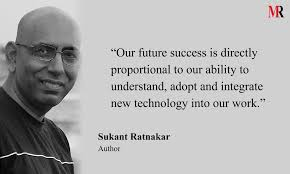 MR
“Our future success is directly
proportional to our ability to
understand, adopt and integrate
new technology into our work.”
Sukant Ratnakar
Author